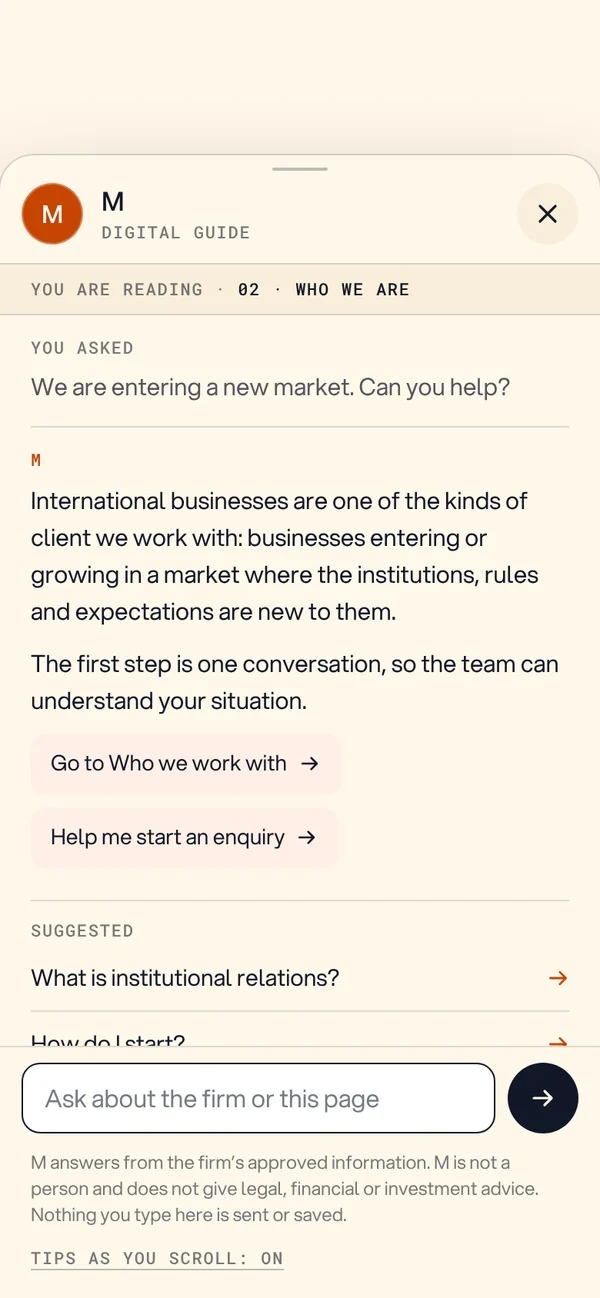 M
M
DIGITAL GUIDE
YOU ARE READING · 02 · WHO WE ARE
YOU ASKED
We are entering a new market. Can you help?
M
International businesses are one of the kinds of
client we work with: businesses entering or
growing in a market where the institutions, rules
and expectations are new to them.
The first step is one conversation, so the team can
understand your situation.
Go to Who we work with →
Help me start an enquiry →
SUGGESTED
What is institutional relations? →
How do I start? →
Ask about the firm or this page
M answers from the firm’s approved information. M is not a
person and does not give legal, financial or investment advice.
Nothing you type here is sent or saved.
TIPS AS YOU SCROLL: ON